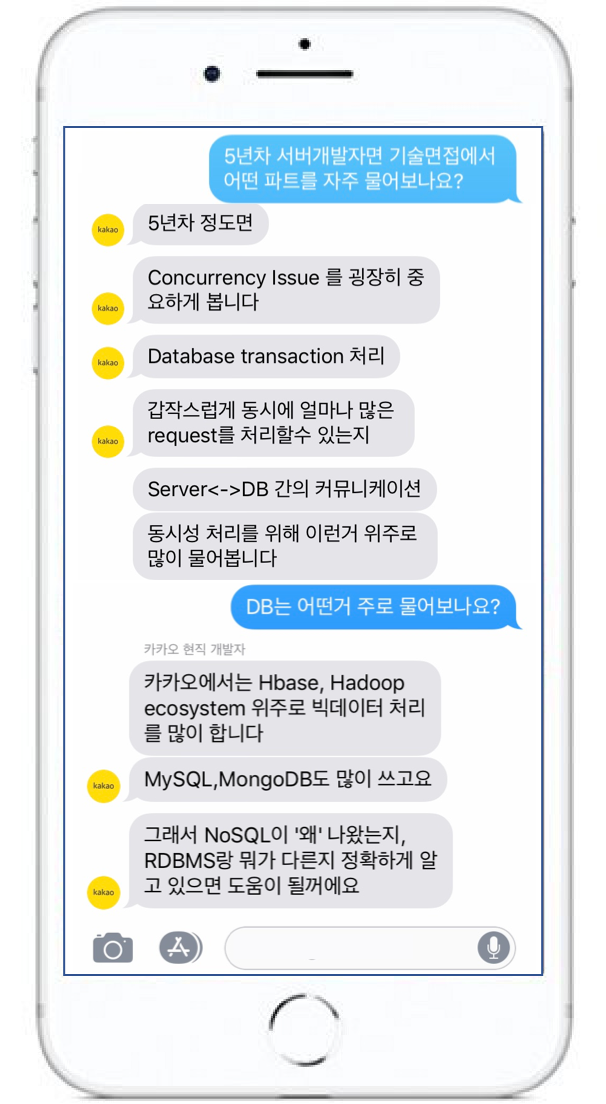 5년차 서버개발자면 기술면접에서
어떤 파트를 자주 물어보나요?
5년차 정도면
kakao
Concurrency Issue 를 굉장히 중
요하게 봅니다
kakao
Database transaction 처리
kakao
갑작스럽게 동시에 얼마나 많은
request를 처리할수 있는지
kakao
Server<->DB 간의 커뮤니케이션
동시성 처리를 위해 이런거 위주로
많이 물어봅니다
DB는 어떤거 주로 물어보나요?
카카오 현직 개발자
카카오에서는 Hbase, Hadoop
ecosystem 위주로 빅데이터 처리
를 많이 합니다
MySQL,MongoDB도 많이 쓰고요
kakao
그래서 NoSQL이 '왜' 나왔는지,
RDBMS랑 뭐가 다른지 정확하게 알
고 있으면 도움이 될꺼에요
kakao